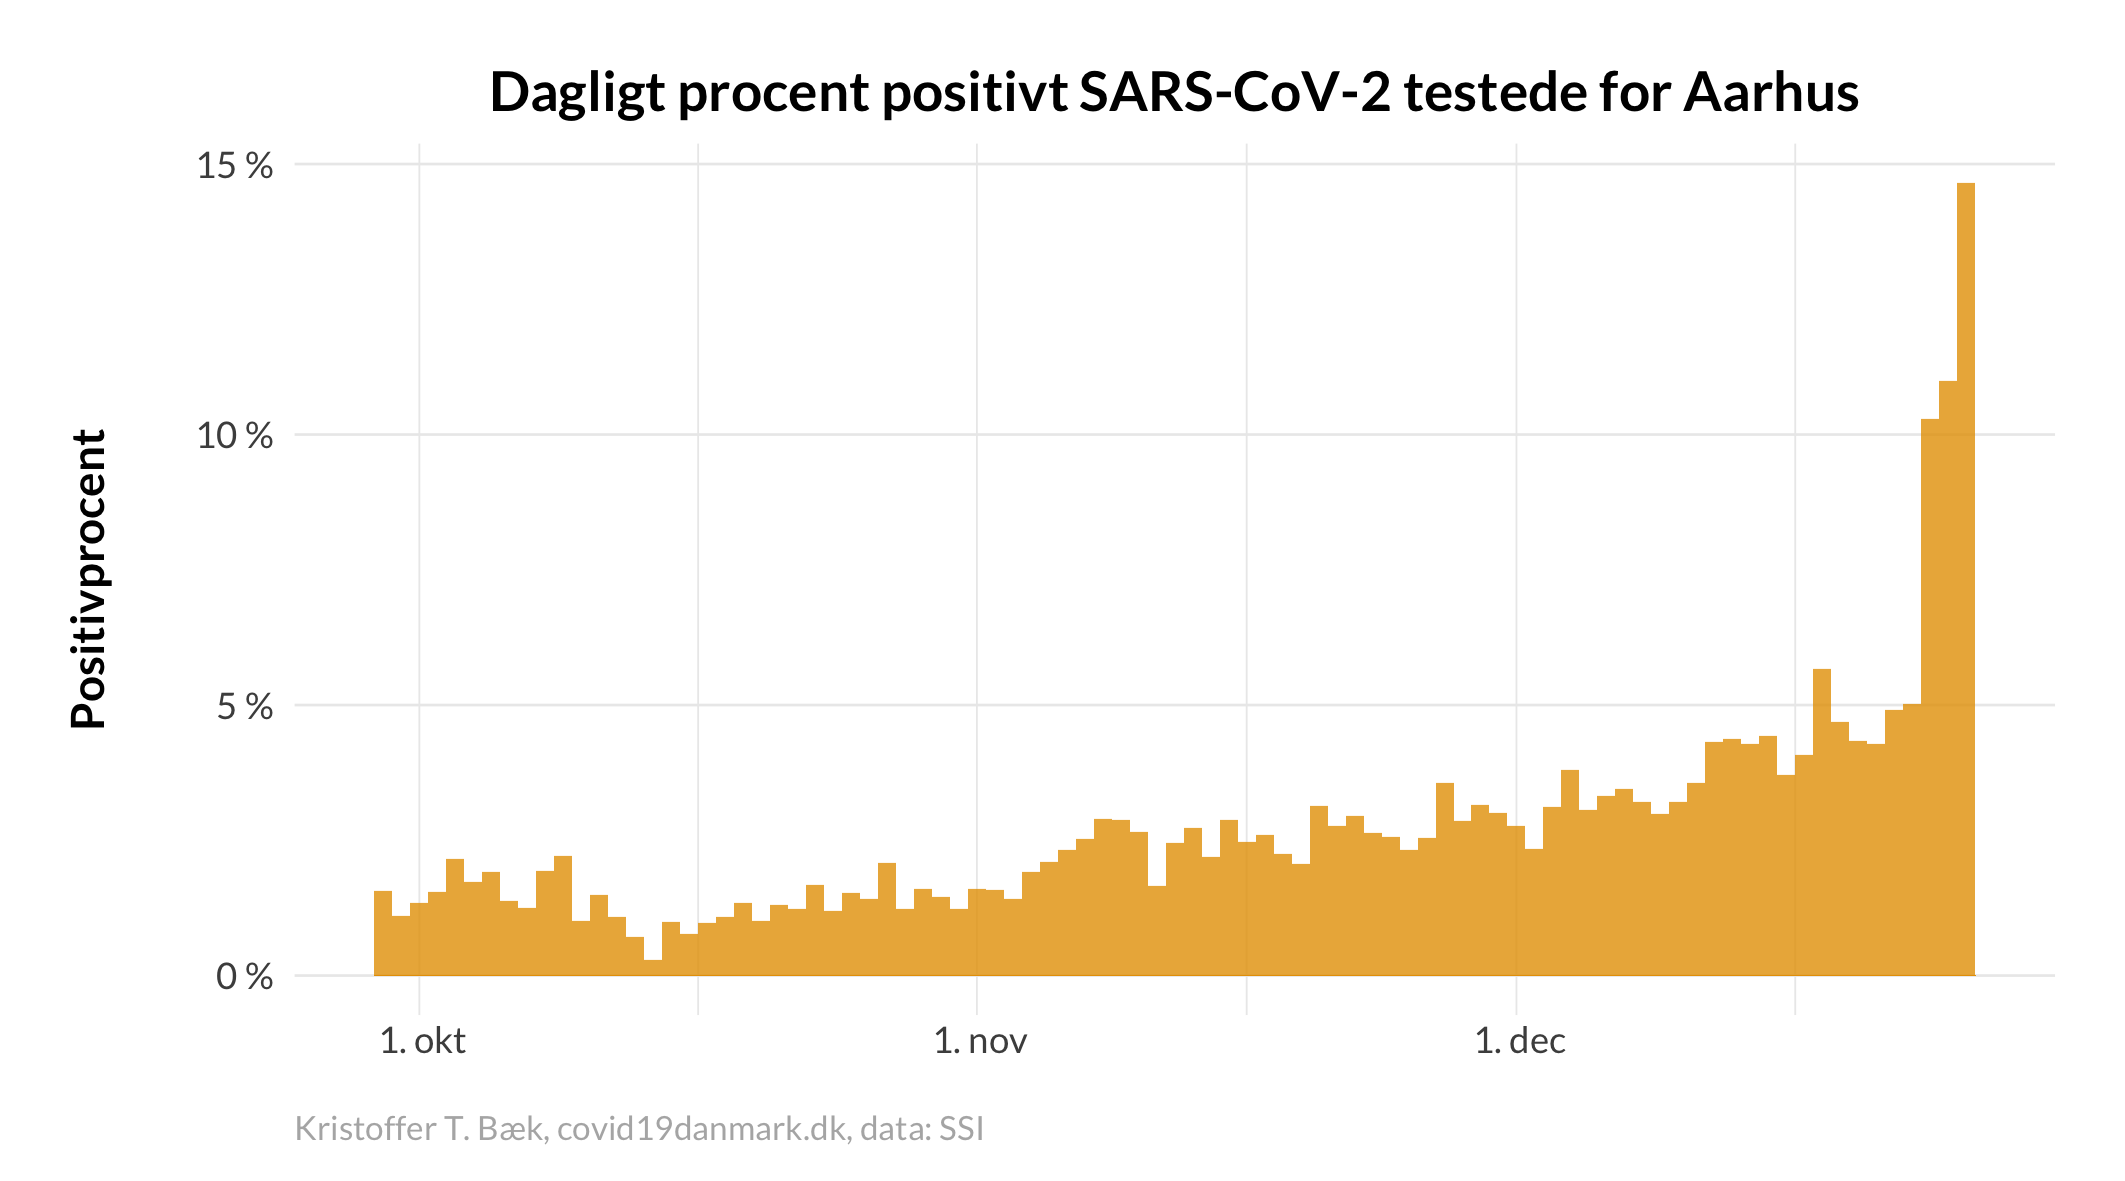 Dagligt procent positivt SARS-CoV-2 testede for Aarhus
Positivprocent
15 %
10 %
5 %
0 %
1. okt
1. nov
1. dec
Kristoffer T. Bæk, covid19danmark.dk, data: SSI